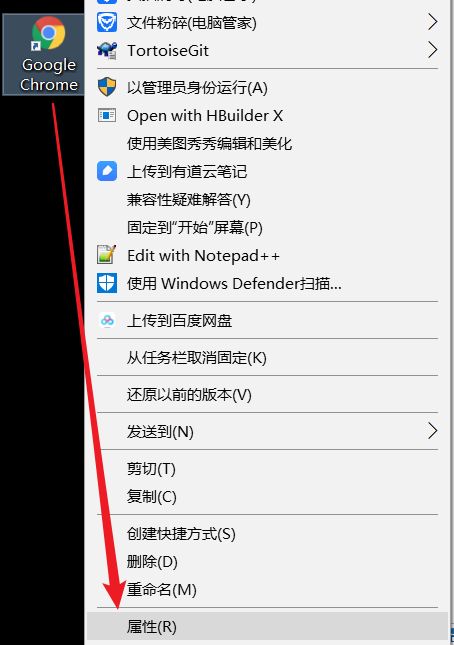 文件粉碎(电脑管家)
TortoiseGit
Google
Chrome
以管理员身份运行(A)
Open with HBuilder X
使用美图秀秀编辑和美化
上传到有道云笔记
兼容性疑难解答(Y)
固定到“开始”屏幕(P)
Edit with Notepad++
使用 Windows Defender扫描...
上传到百度网盘
从任务栏取消固定(K)
还原以前的版本(V)
发送到(N)
剪切(T)
复制(C)
创建快捷方式(S)
删除(D)
重命名(M)
属性(R)